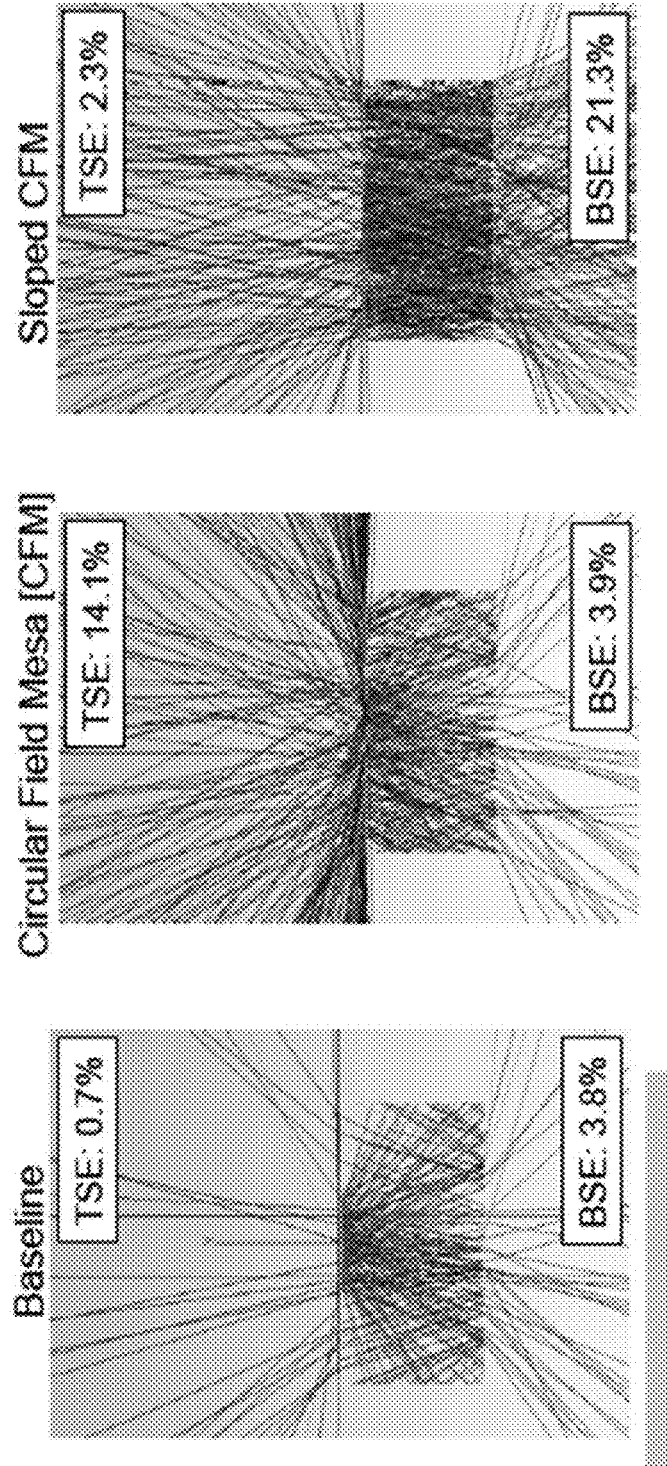 Baseline
TSE: 0.7%
BSE: 3.8%
Circular Field Mesa [CFM]
TSE: 14.1%
BSE: 3.9%
Sloped CFM
TSE: 2.3%
BSE: 21.3%